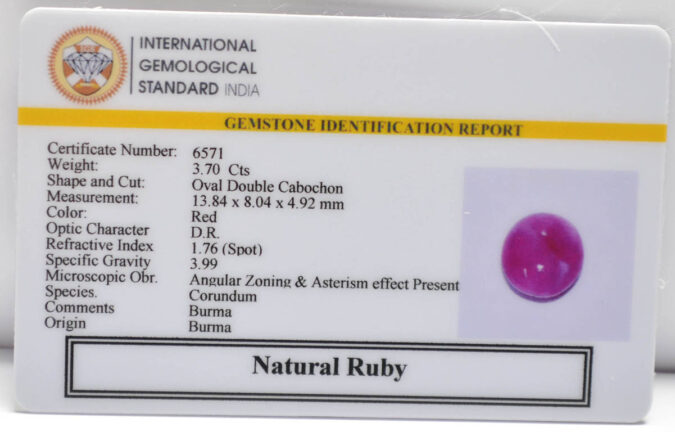 IGS
INTERNATIONAL
GEMOLOGICAL
STANDARD INDIA
GEMSTONE IDENTIFICATION REPORT
Certificate Number: 6571
Weight: 3.70 Cts
Shape and Cut: Oval Double Cabochon
Measurement: 13.84 x 8.04 x 4.92 mm
Color: Red
Optic Character D.R.
Refractive Index 1.76 (Spot)
Specific Gravity 3.99
Microscopic Obr. Angular Zoning & Asterism effect Present
Species. Corundum
Comments Burma
Origin Burma
Natural Ruby